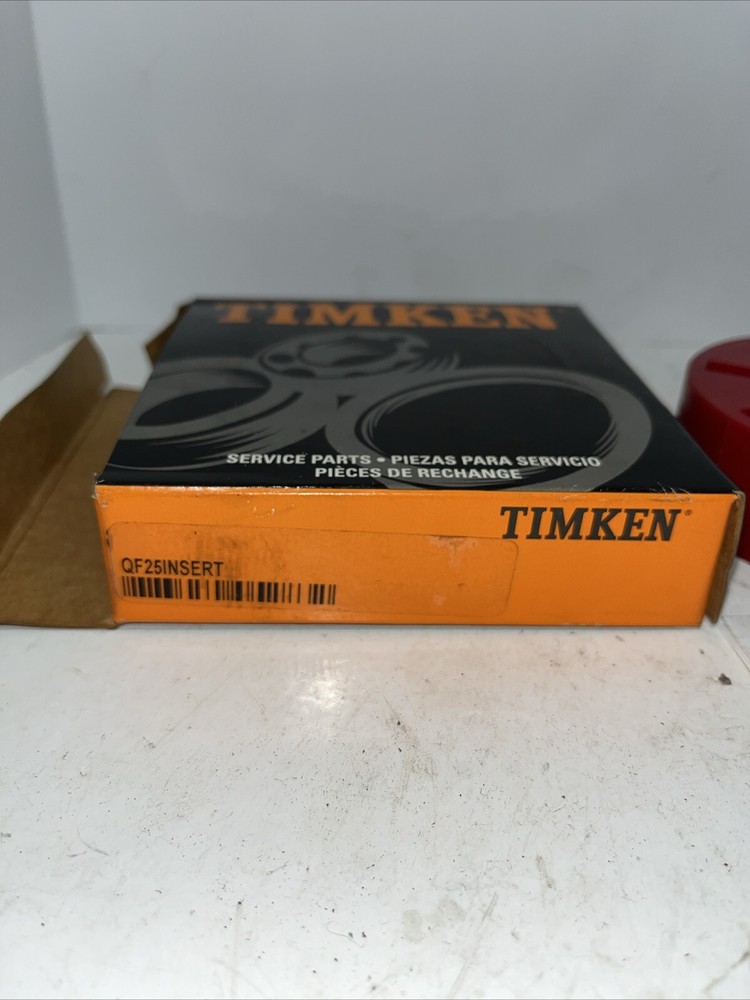 TIMKEN
SERVICE PARTS • PIEZAS PARA SERVICIO
PIÈCES DE RECHANGE
TIMKEN®
QF25INSERT